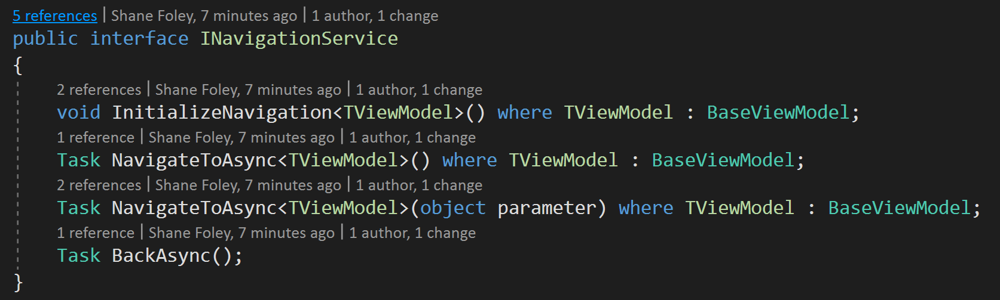 5 references | Shane Foley, 7 minutes ago | 1 author, 1 change
public interface INavigationService
{
2 references | Shane Foley, 7 minutes ago | 1 author, 1 change
void InitializeNavigation<TViewModel>() where TViewModel : BaseViewModel;
1 reference | Shane Foley, 7 minutes ago | 1 author, 1 change
Task NavigateToAsync<TViewModel>() where TViewModel : BaseViewModel;
2 references | Shane Foley, 7 minutes ago | 1 author, 1 change
Task NavigateToAsync<TViewModel>(object parameter) where TViewModel : BaseViewModel;
1 reference | Shane Foley, 7 minutes ago | 1 author, 1 change
Task BackAsync();
}